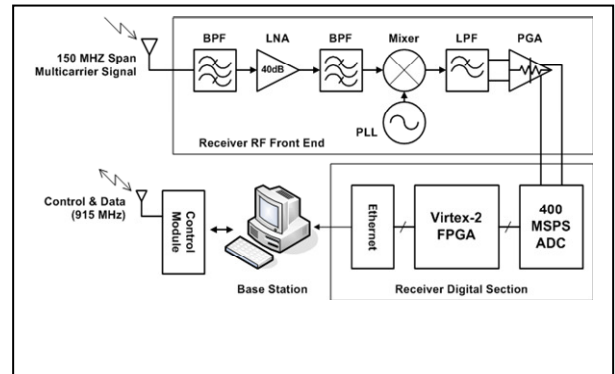 BPF
LNA
BPF
Mixer
LPF
PGA
150 MHZ Span
Multicarrier Signal
40dB
PLL
Receiver RF Front End
Control & Data
(915 MHz)
Control
Module
Base Station
Ethernet
Virtex-2
FPGA
400
MSPS
ADC
Receiver Digital Section